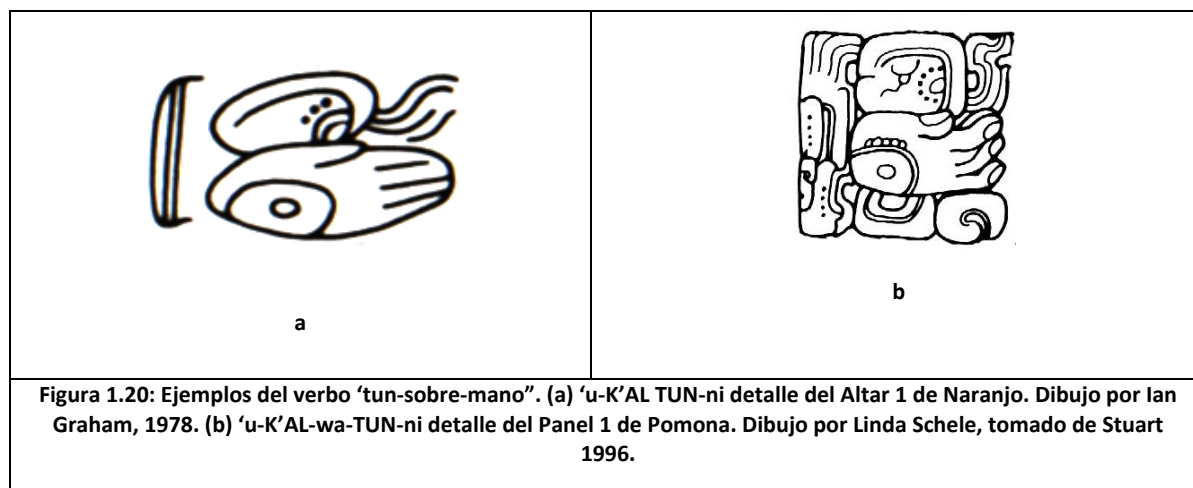 a
b
Figura 1.20: Ejemplos del verbo ‘tun-sobre-mano”. (a) ‘u-K’AL TUN-ni detalle del Altar 1 de Naranjo. Dibujo por Ian
Graham, 1978. (b) ‘u-K’AL-wa-TUN-ni detalle del Panel 1 de Pomona. Dibujo por Linda Schele, tomado de Stuart
1996.